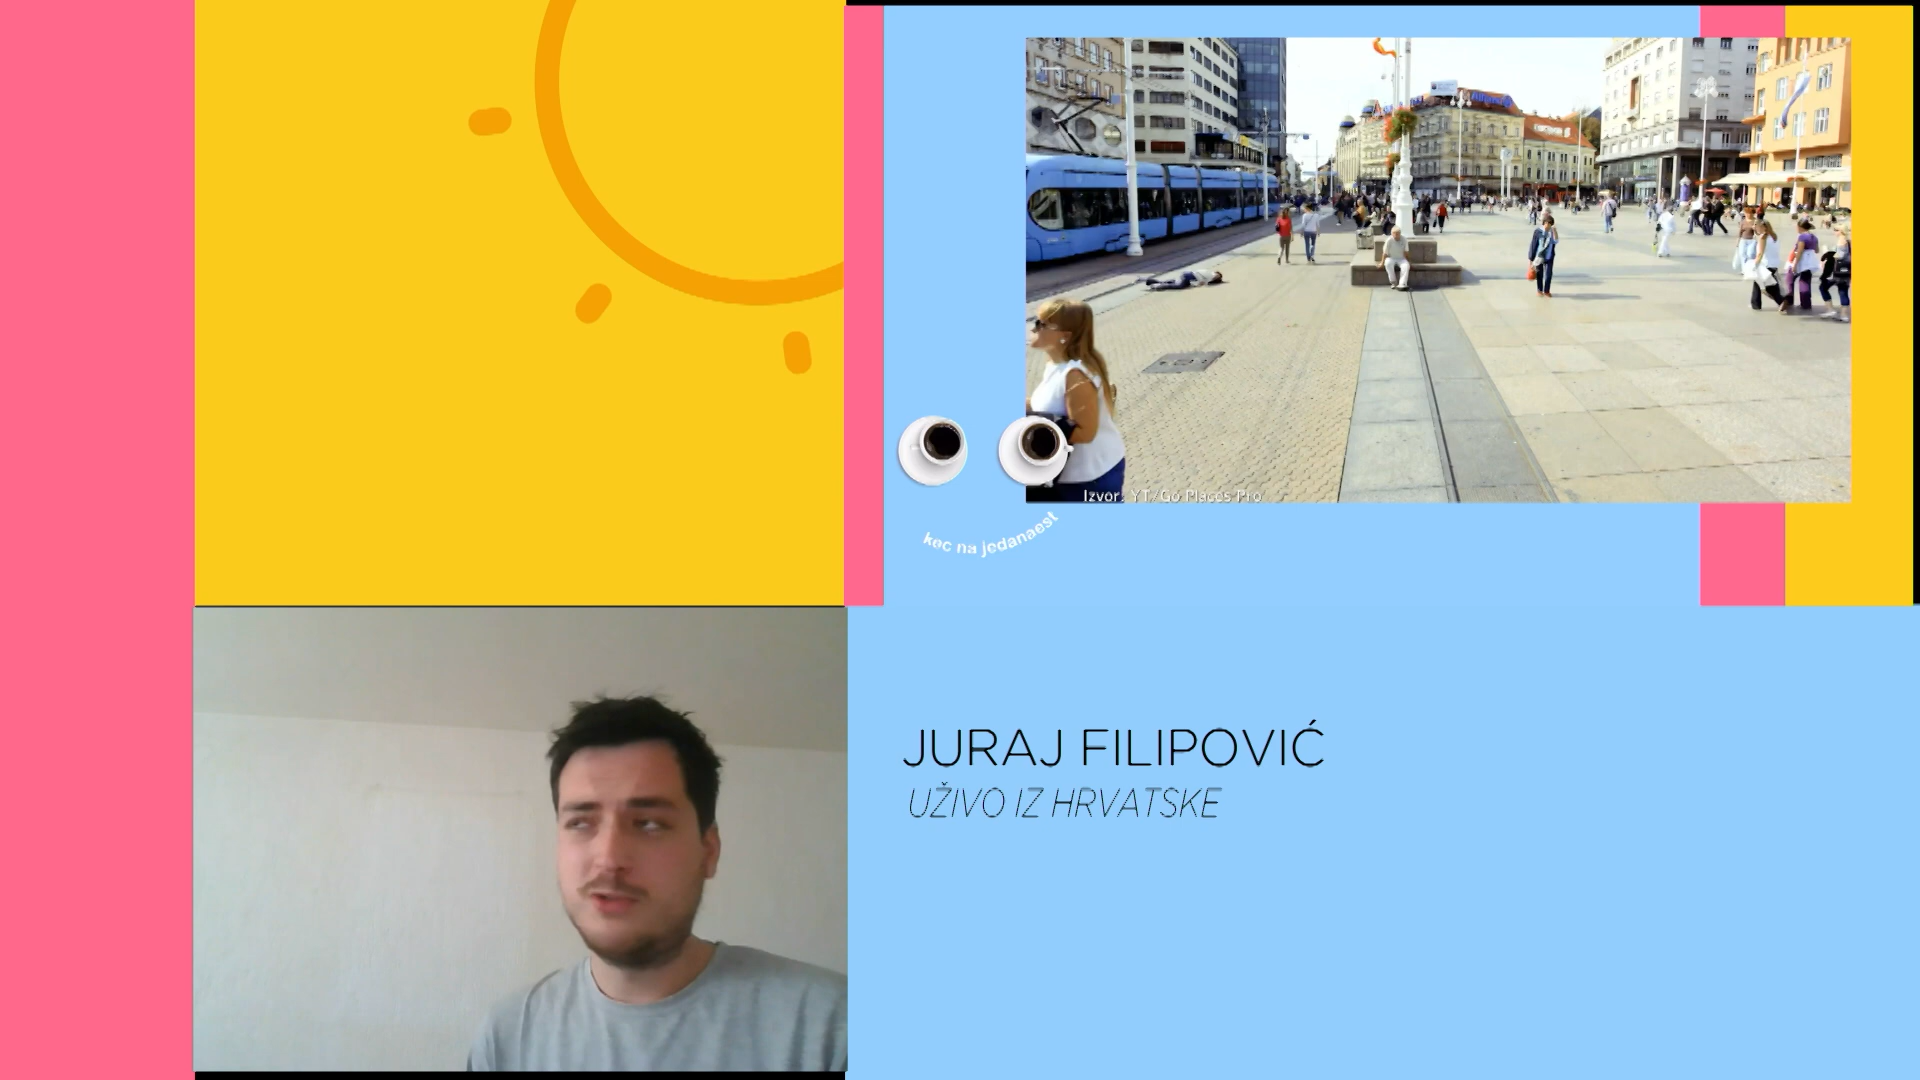 Izvor: YT/Go Places Pro
kec na jedanaest
JURAJ FILIPOVIĆ
UŽIVO IZ HRVATSKE